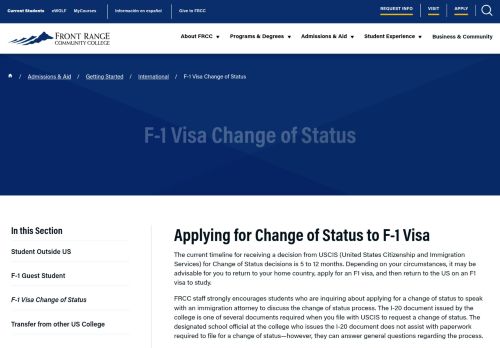 Current Students eWOLF MyCourses Información en español Give to FRCC REQUEST INFO VISIT APPLY
FRONT RANGE
COMMUNITY COLLEGE
About FRCC Programs & Degrees Admissions & Aid Student Experience Business & Community
/ Admissions & Aid / Getting Started / International / F-1 Visa Change of Status
F-1 Visa Change of Status
In this Section
Student Outside US
F-1 Guest Student
F-1 Visa Change of Status
Transfer from other US College
Applying for Change of Status to F-1 Visa
The current timeline for receiving a decision from USCIS (United States Citizenship and Immigration
Services) for Change of Status decisions is 5 to 12 months. Depending on your circumstances, it may be
advisable for you to return to your home country, apply for an F1 visa, and then return to the US on an F1
visa to study.
FRCC staff strongly encourages students who are inquiring about applying for a change of status to speak
with an immigration attorney to discuss the change of status process. The I-20 document issued by the
college is one of several documents required when you file with USCIS to request a change of status. The
designated school official at the college who issues the I-20 document does not assist with paperwork
required to file for a change of status—however, they can answer general questions regarding the process.